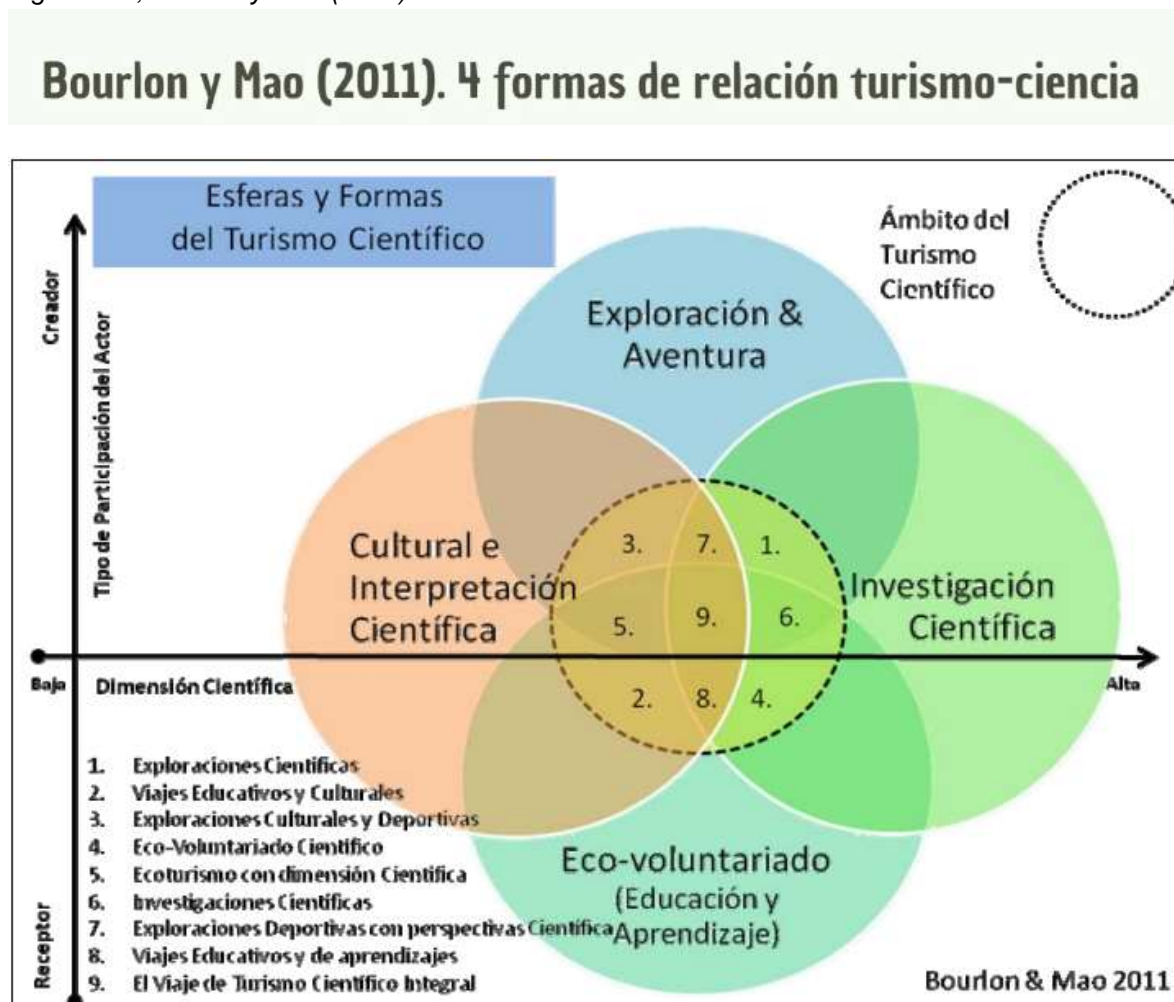 Bourlon y Mao (2011). 4 formas de relación turismo-ciencia
Esferas y Formas
del Turismo Científico
Ámbito del
Turismo
Científico
Creador
Tipo de Participación del Actor
Exploración &
Aventura
Cultural e
Interpretación
Científica
Investigación
Científica
3.
7.
1.
5.
9.
6.
2.
8.
4.
Baja
Dimensión Científica
Alta
1. Exploraciones Científicas
2. Viajes Educativos y Culturales
3. Exploraciones Culturales y Deportivas
4. Eco-Voluntariado Científico
5. Ecoturismo con dimensión Científica
6. Investigaciones Científicas
7. Exploraciones Deportivas con perspectivas Científica
8. Viajes Educativos y de aprendizajes
9. El Viaje de Turismo Científico Integral
Receptor
Eco-voluntariado
(Educación y
Aprendizaje)
Bourlon & Mao 2011